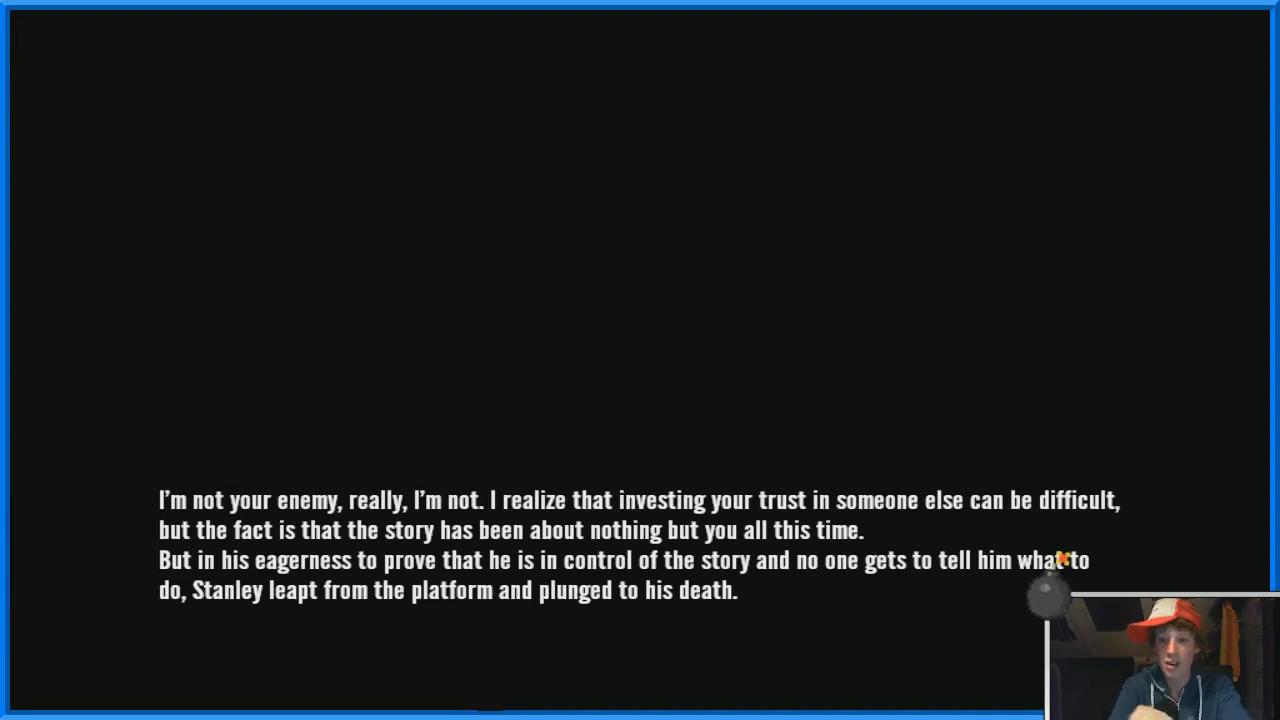 I’m not your enemy, really, I’m not. I realize that investing your trust in someone else can be difficult,
but the fact is that the story has been about nothing but you all this time.
But in his eagerness to prove that he is in control of the story and no one gets to tell him what to
do, Stanley leapt from the platform and plunged to his death.